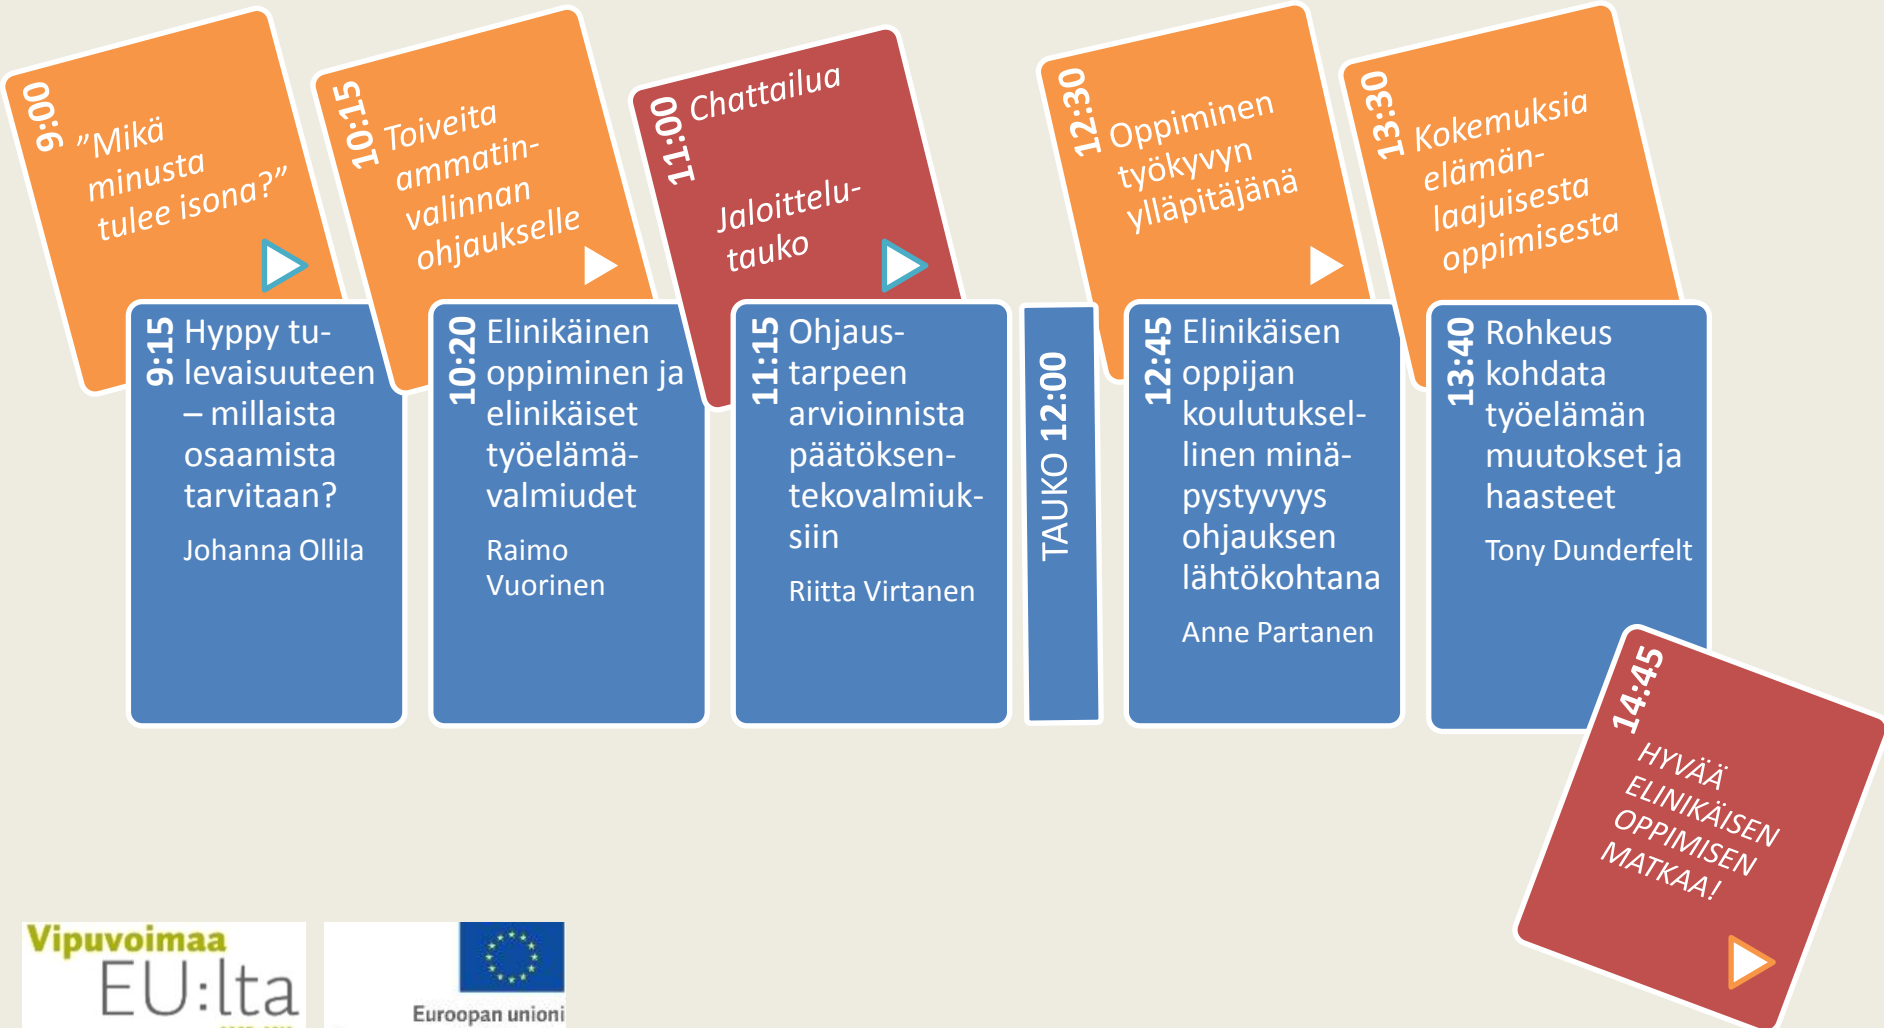 9:00
"Mikä
minusta
tulee isona?"
9:15
Hyppy tu-
levaisuuteen
– millaista
osaamista
tarvitaan?
Johanna Ollila
10:15
Toiveita
ammatin-
valinnan
ohjaukselle
10:20
Elinikäinen
oppiminen ja
elinikäiset
työelämä-
valmiudet
Raimo
Vuorinen
11:00
Chattailua
Jaloittelu-
tauko
11:15
Ohjaus-
tarpeen
arvioinnista
päätöksen-
tekovalmiuk-
siin
Riitta Virtanen
TAUKO 12:00
12:30
Oppiminen
työkyvyn
ylläpitäjänä
12:45
Elinikäisen
oppijan
koulutuksel-
linen minä-
pystyvyys
ohjauksen
lähtökohtana
Anne Partanen
13:30
Kokemuksia
elämän-
laajuisesta
oppimisesta
13:40
Rohkeus
kohdata
työelämän
muutokset ja
haasteet
Tony Dunderfelt
14:45
HYVÄÄ
ELINIKÄISEN
OPPIMISEN
MATKAA!
Vipuvoimaa
EU:lta
Euroopan unioni